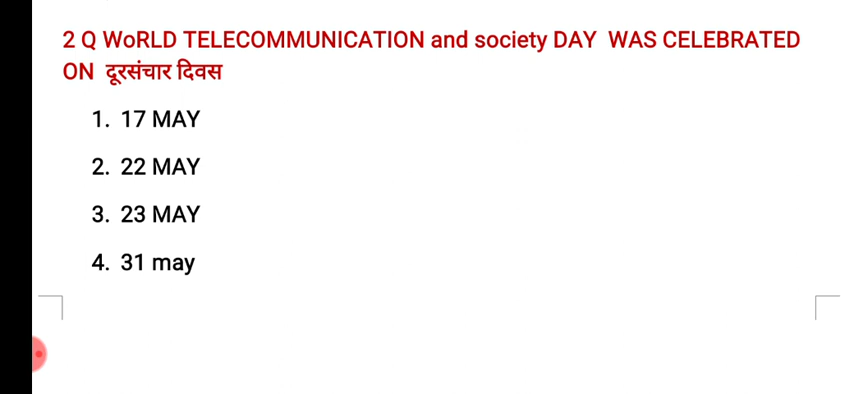 2 Q WoRLD TELECOMMUNICATION and society DAY WAS CELEBRATED
ON दूरसंचार दिवस
1. 17 MAY
2. 22 MAY
3. 23 MAY
4. 31 may